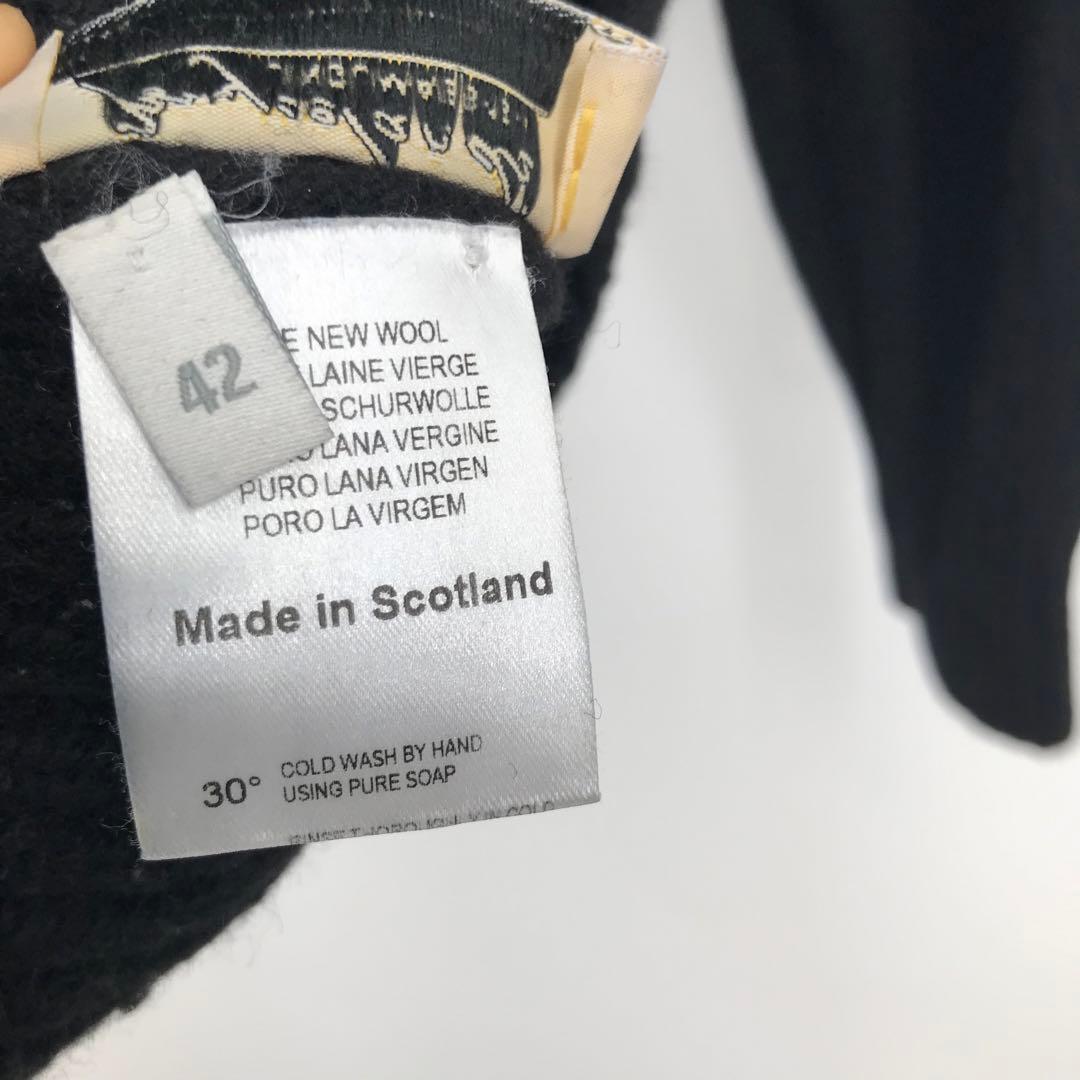 42
NEW WOOL
LAINE VIERGE
SCHURWOLLE
LANA VERGINE
PURO LANA VIRGEN
PORO LA VIRGEM
Made in Scotland
30° COLD WASH BY HAND
USING PURE SOAP